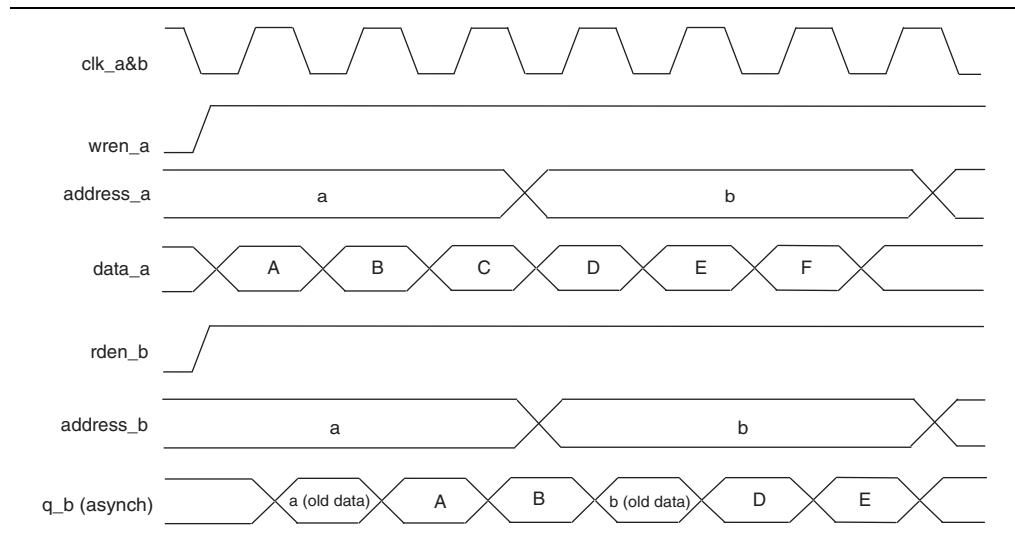 clk_a&b
wren_a
address_a a b
data_a A B C D E F
rden_b
address_b a b
q_b (asynch) a (old data) A B b (old data) D E